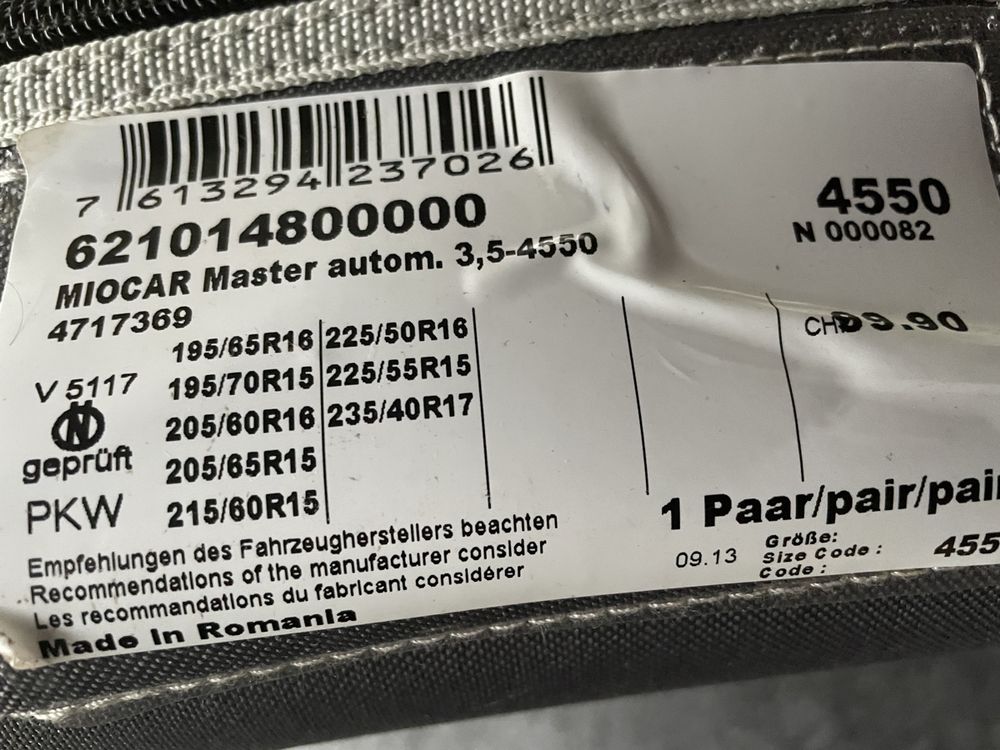 7 613294 237026
621014800000
MIOCAR Master autom. 3,5-4550
4717369
4550
N 000082
V 5117
geprüft
PKW
195/65R16 225/50R16
195/70R15 225/55R15
205/60R16 235/40R17
205/65R15
215/60R15
99.90
1 Paar/pair/pair
09.13
Größe:
Size Code :
Code :
455
Empfehlungen des Fahrzeugherstellers beachten
Recommendations of the manufacturer consider
Les recommandations du fabricant considérer
Made In Romania